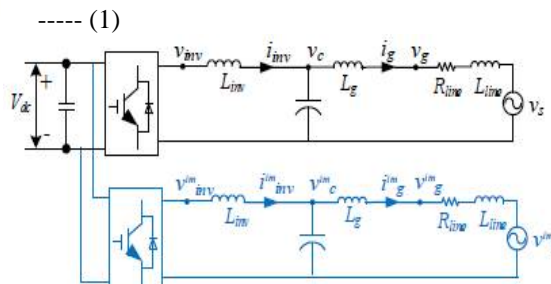 ----- (1)
v_inv i_inv v_c i_g v_g
L_inv L_g R_line L_line
V_dc
+
-
v_s
v^im_inv i^im_inv v^im_c i^im_g v^im_g
L_inv L_g R_line L_line
v^im